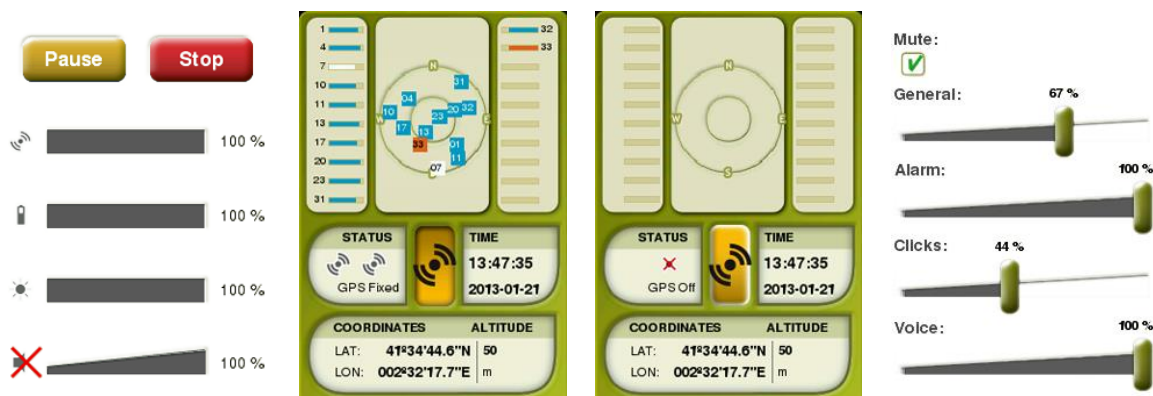 Pause Stop
100 %
100 %
100 %
100 %
1 32
4 33
7
10
11
13
17
20
23
31
N
31
04
10 20 32
W 23 E
17 13
33 01
11
07
STATUS TIME
GPS Fixed
13:47:35
2013-01-21
COORDINATES ALTITUDE
LAT: 41º34'44.6"N 50
LON: 002º32'17.7"E m
N
W E
S
STATUS TIME
GPS Off
13:47:35
2013-01-21
COORDINATES ALTITUDE
LAT: 41º34'44.6"N 50
LON: 002º32'17.7"E m
Mute:
General: 67 %
Alarm: 100 %
Clicks: 44 %
Voice: 100 %